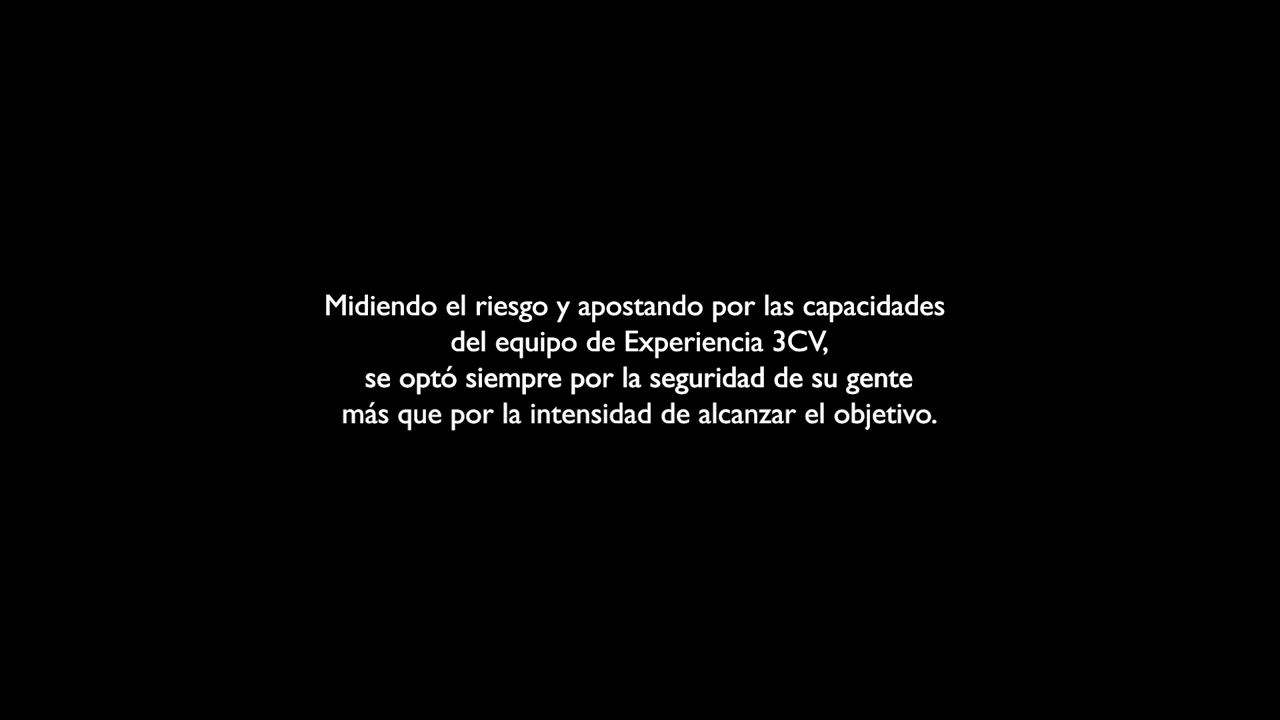 Midiendo el riesgo y apostando por las capacidades
del equipo de Experiencia 3CV,
se optó siempre por la seguridad de su gente
más que por la intensidad de alcanzar el objetivo.